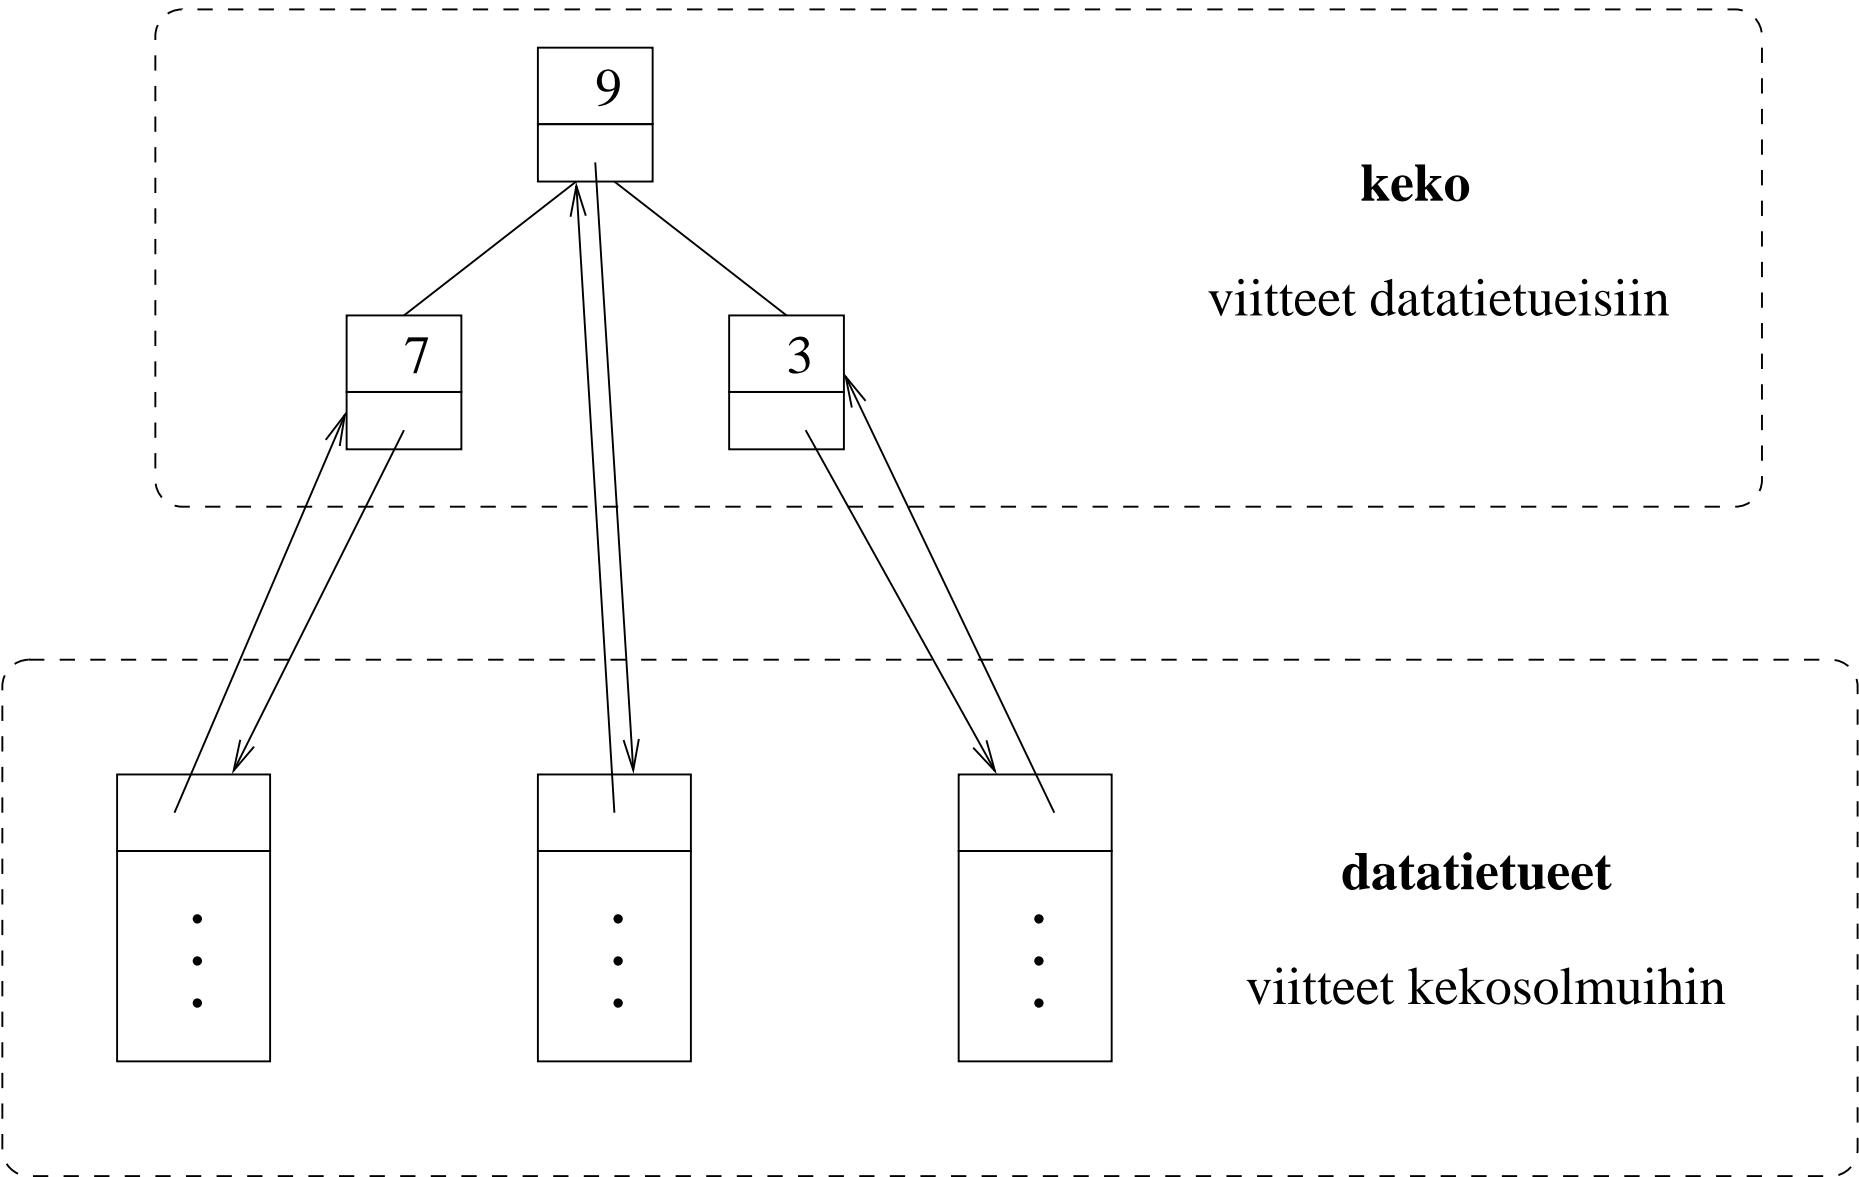 9
keko
viitteet datatietueisiin
7
3
datatietueet
viitteet kekosolmuihin